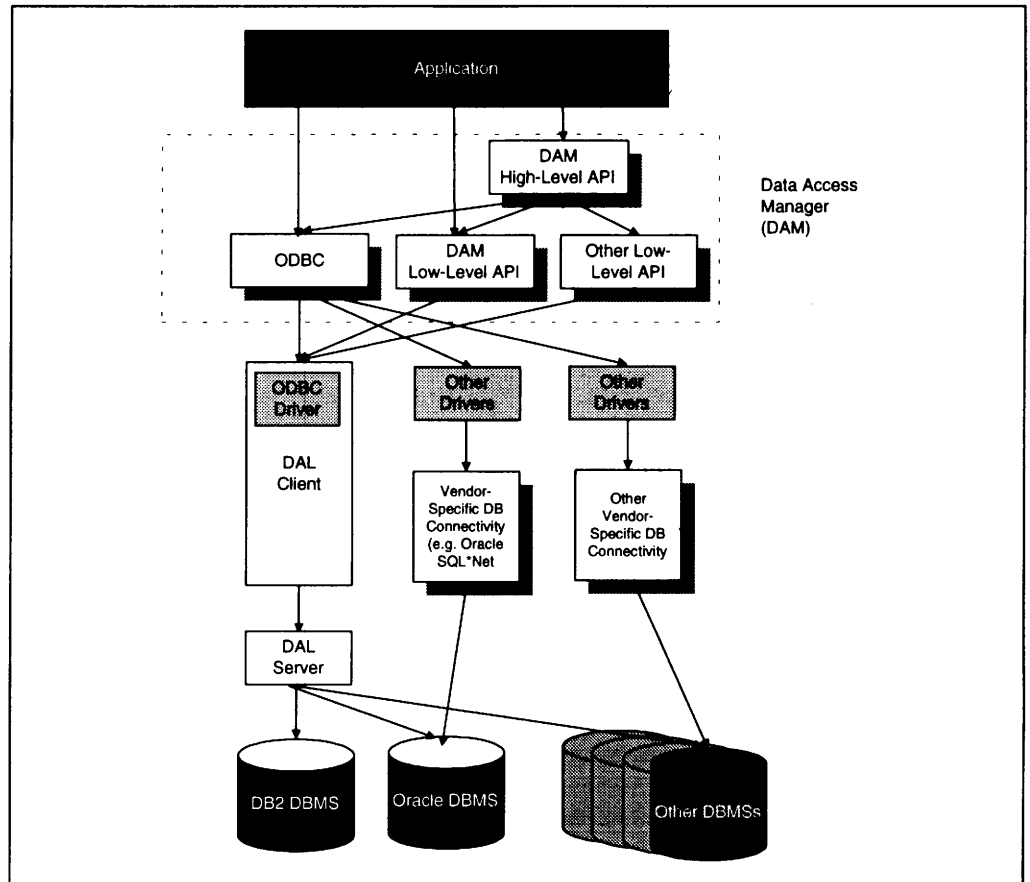 Application
DAM
High-Level API
Data Access
Manager
(DAM)
ODBC
DAM
Low-Level API
Other Low-
Level API
ODBC
Driver
DAL
Client
Other
Drivers
Other
Drivers
Vendor-
Specific DB
Connectivity
(e.g. Oracle
SQL*Net
Other
Vendor-
Specific DB
Connectivity
DAL
Server
DB2 DBMS
Oracle DBMS
Other DBMSs